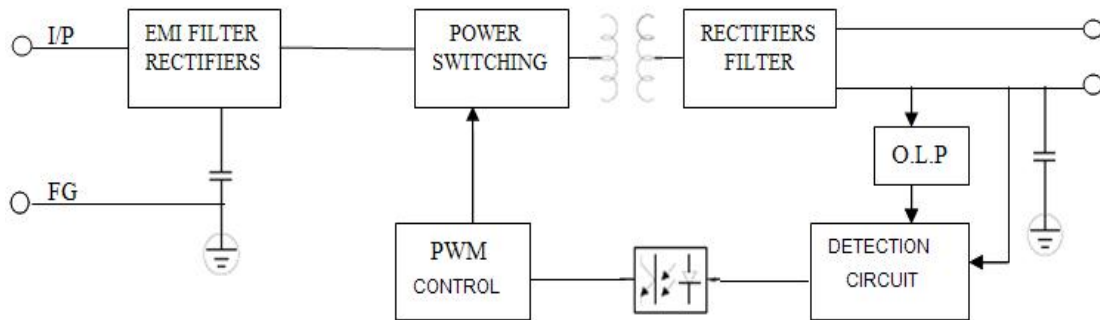 I/P
EMI FILTER
RECTIFIERS
POWER
SWITCHING
RECTIFIERS
FILTER
O.L.P
FG
PWM
CONTROL
DETECTION
CIRCUIT